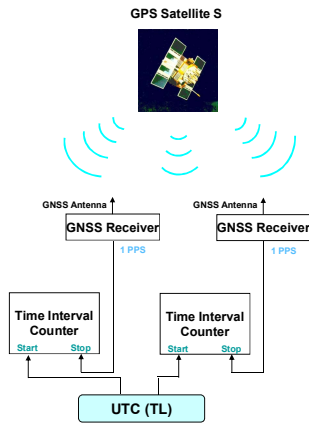 GPS Satellite S
GNSS Antenna
GNSS Antenna
GNSS Receiver
GNSS Receiver
1 PPS
1 PPS
Time Interval
Counter
Start Stop
Time Interval
Counter
Start Stop
UTC (TL)